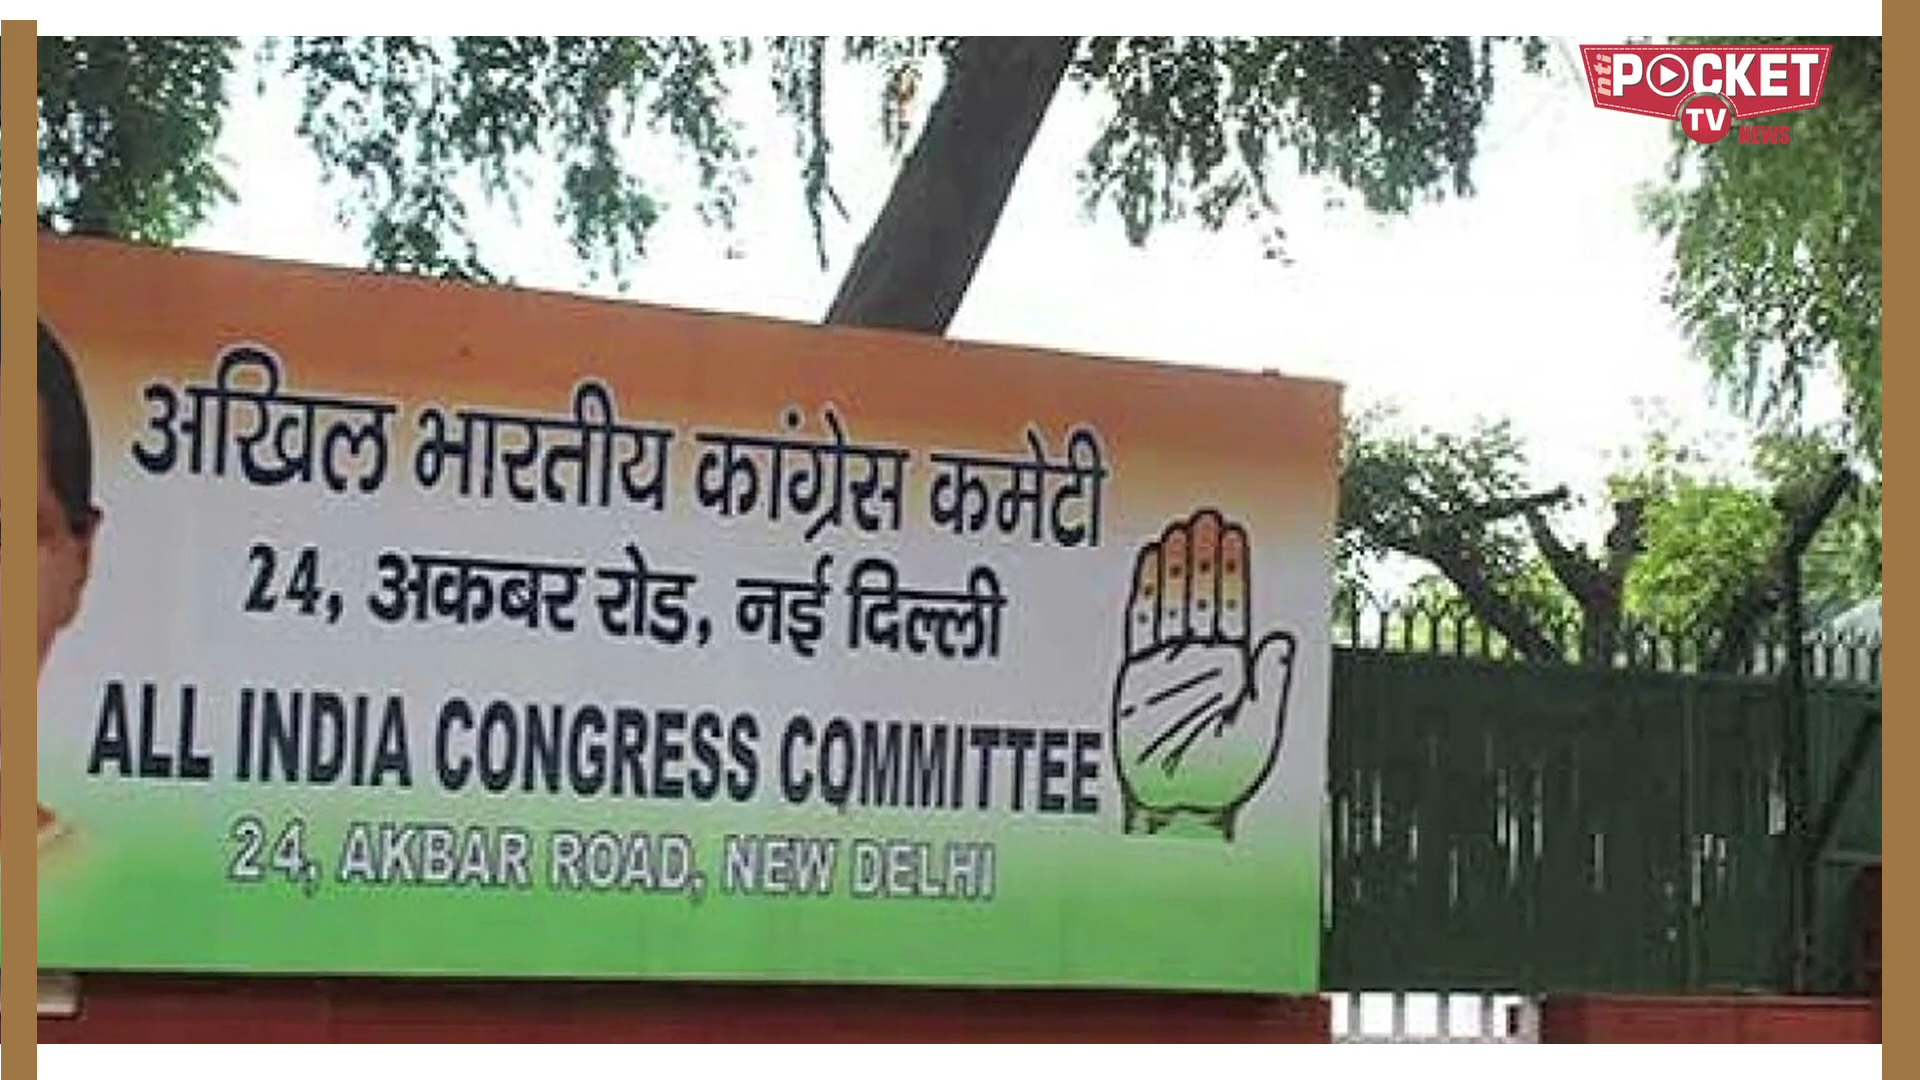 nti
POCKET
TV
NEWS
अखिल भारतीय कांग्रेस कमेटी
24, अकबर रोड, नई दिल्ली
ALL INDIA CONGRESS COMMITTEE
24, AKBAR ROAD, NEW DELHI